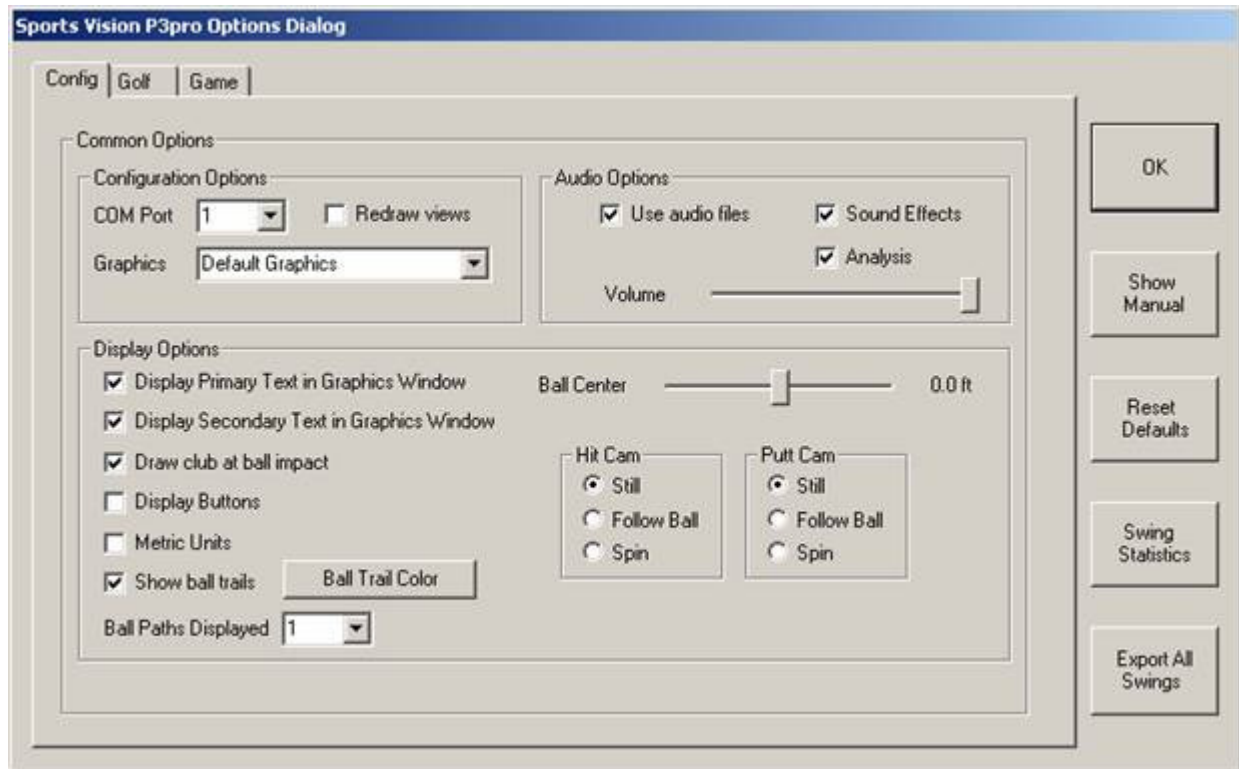 Sports Vision P3pro Options Dialog
Config Golf Game
Common Options
Configuration Options
COM Port 1 Redraw views
Graphics Default Graphics
Audio Options
Use audio files Sound Effects
Analysis
Volume
Display Options
Display Primary Text in Graphics Window
Display Secondary Text in Graphics Window
Draw club at ball impact
Display Buttons
Metric Units
Show ball trails Ball Trail Color
Ball Paths Displayed 1
Ball Center 0.0 ft
Hit Cam
Still
Follow Ball
Spin
Putt Cam
Still
Follow Ball
Spin
OK
Show
Manual
Reset
Defaults
Swing
Statistics
Export All
Swings